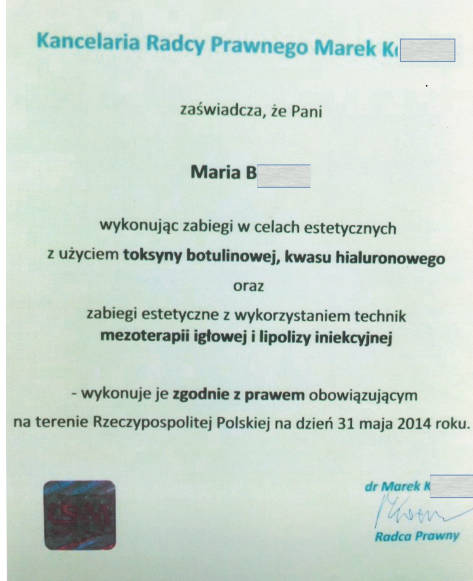 Kancelaria Radcy Prawnego Marek K
zaświadcza, że Pani
Maria B
wykonując zabiegi w celach estetycznych
z użyciem toksyny botulinowej, kwasu hialuronowego
oraz
zabiegi estetyczne z wykorzystaniem technik
mezoterapii igłowej i lipolizy iniekcyjnej
- wykonuje je zgodnie z prawem obowiązującym
na terenie Rzeczypospolitej Polskiej na dzień 31 maja 2014 roku.
dr Marek K
Radca Prawny